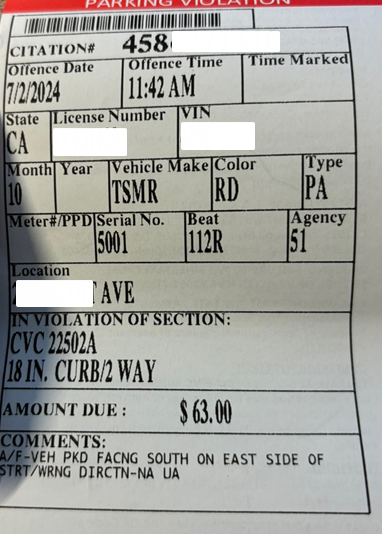 PARKING VIOLATION
CITATION# 458
Offence Date Offence Time Time Marked
7/2/2024 11:42 AM
State License Number VIN
CA
Month Year Vehicle Make Color Type
10 TSMR RD PA
Meter#/PPD Serial No. Beat Agency
5001 112R 51
Location
AVE
IN VIOLATION OF SECTION:
CVC 22502A
18 IN. CURB/2 WAY
AMOUNT DUE : $ 63.00
COMMENTS:
A/F-VEH PKD FACNG SOUTH ON EAST SIDE OF
STRT/WRNG DIRCTN-NA UA